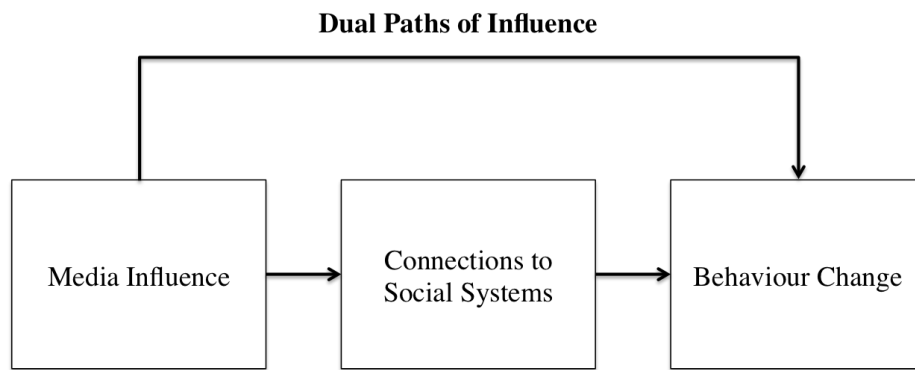 Dual Paths of Influence
Media Influence
Connections to
Social Systems
Behaviour Change